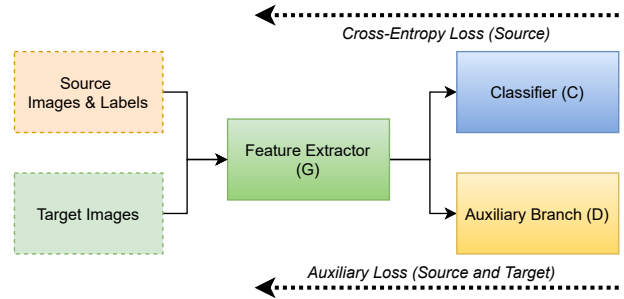 Cross-Entropy Loss (Source)
Source
Images & Labels
Classifier (C)
Feature Extractor
(G)
Target Images
Auxiliary Branch (D)
Auxiliary Loss (Source and Target)